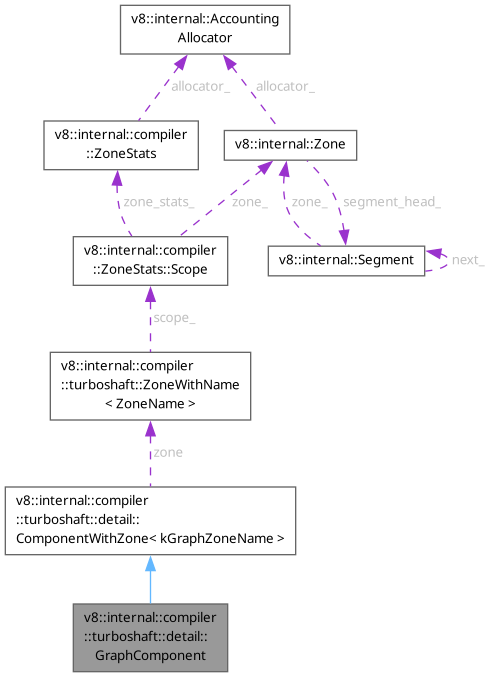 v8::internal::Accounting
Allocator
allocator_
allocator_
v8::internal::compiler
::ZoneStats
v8::internal::Zone
zone_stats_
zone_
zone_
segment_head_
v8::internal::compiler
::ZoneStats::Scope
v8::internal::Segment
next_
scope_
v8::internal::compiler
::turboshaft::ZoneWithName
< ZoneName >
zone
v8::internal::compiler
::turboshaft::detail::
ComponentWithZone< kGraphZoneName >
v8::internal::compiler
::turboshaft::detail::
GraphComponent